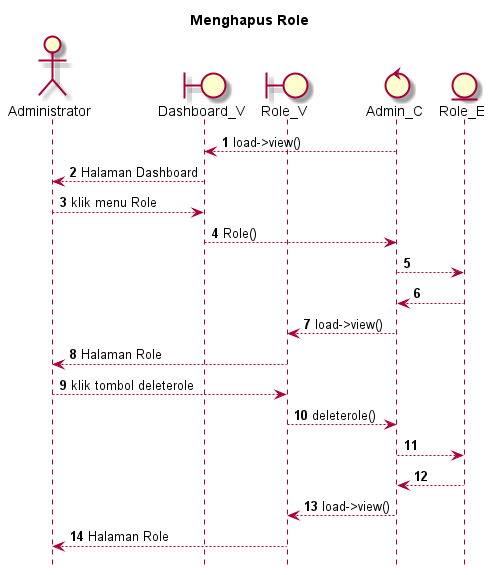 Menghapus Role
Administrator Dashboard_V Role_V Admin_C Role_E
1 load->view()
2 Halaman Dashboard
3 klik menu Role
4 Role()
5
6
7 load->view()
8 Halaman Role
9 klik tombol deleterole
10 deleterole()
11
12
13 load->view()
14 Halaman Role